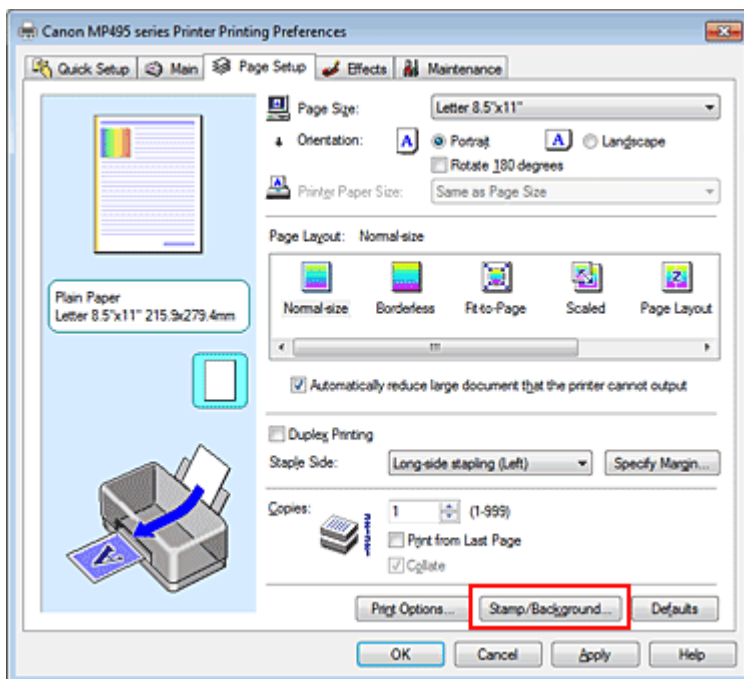 Canon MP495 series Printer Printing Preferences
Quick Setup Main Page Setup Effects Maintenance
Page Size: Letter 8.5"x11"
Orientation: A Portrait A Landscape
Rotate 180 degrees
Printer Paper Size: Same as Page Size
Page Layout: Normal-size
Normal-size Borderless Fit-to-Page Scaled Page Layout
Plain Paper
Letter 8.5"x11" 215.9x279.4mm
Automatically reduce large document that the printer cannot output
Duplex Printing
Staple Side: Long-side stapling (Left) Specify Margin...
Copies: 1 (1-999)
Print from Last Page
Collate
Print Options... Stamp/Background... Defaults
OK Cancel Apply Help